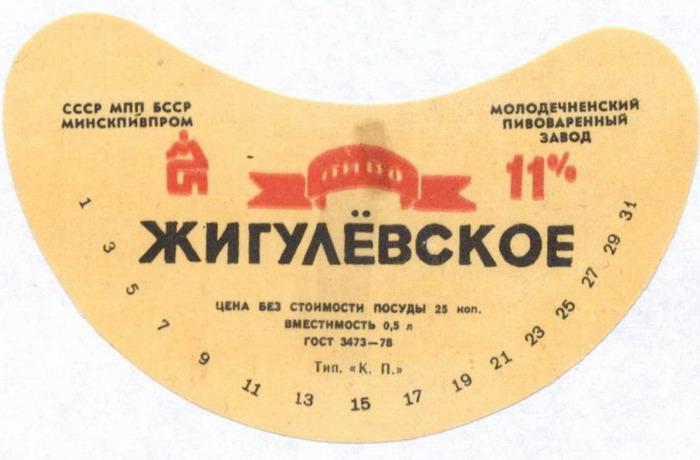 СССР МПП БССР
МИНСКПИВПРОМ
МОЛОДЕЧНЕНСКИЙ
ПИВОВАРЕННЫЙ
ЗАВОД
ПИВО
11%
ЖИГУЛЁВСКОЕ
ЦЕНА БЕЗ СТОИМОСТИ ПОСУДЫ 25 коп.
ВМЕСТИМОСТЬ 0,5 л
ГОСТ 3473—78
Тип. «К. П.»
1 3 5 7 9 11 13 15 17 19 21 23 25 27 29 31